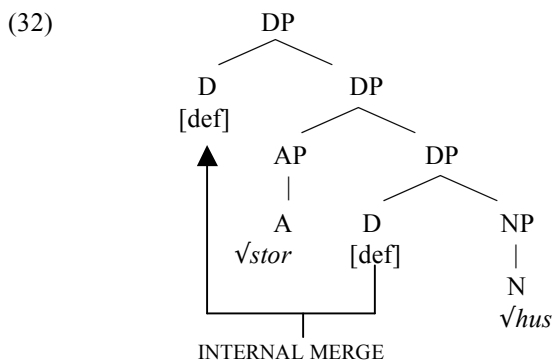 (32) DP
D DP
[def]
AP DP
A D NP
√stor [def]
N
√hus
INTERNAL MERGE